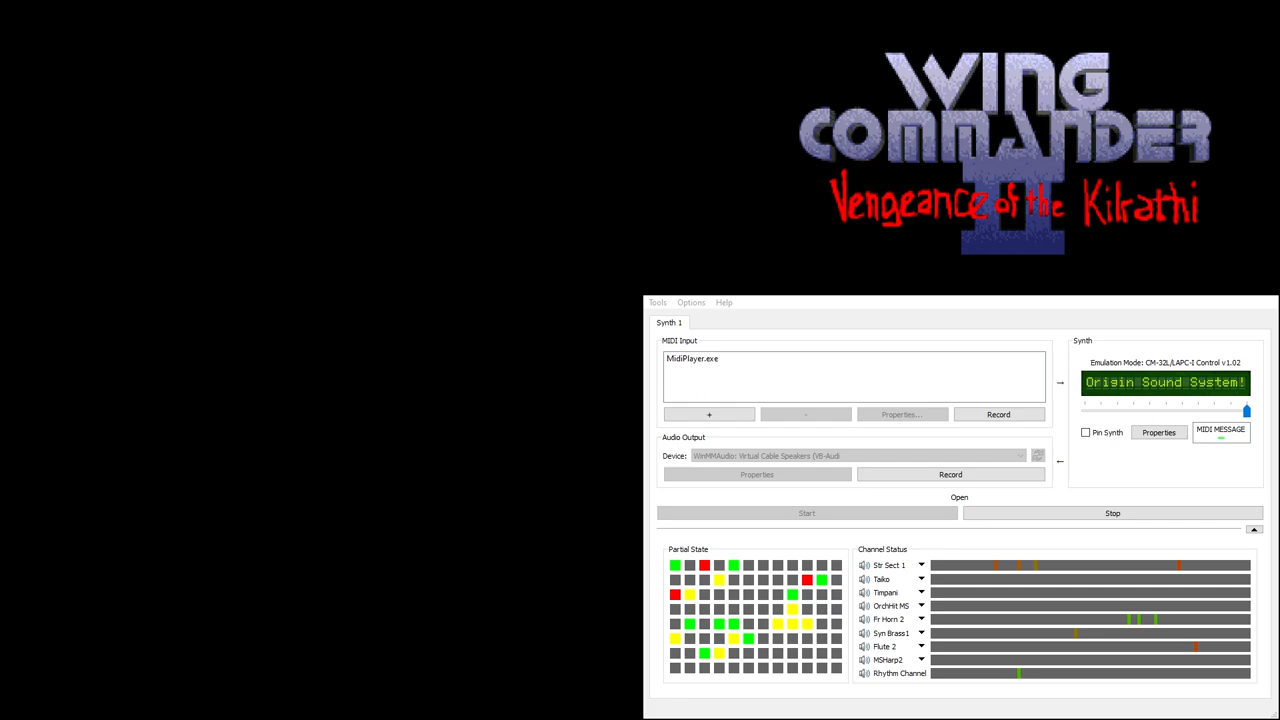 WING
COMMANDER
II
Vengeance of the Kilrathi
Tools Options Help
Synth 1
MIDI Input
MidiPlayer.exe
+ - Properties... Record
Synth
Emulation Mode: CM-32L/LAPC-I Control v1.02
Origin Sound System!
Pin Synth Properties MIDI MESSAGE
Audio Output
Device: WinMMAudio: Virtual Cable Speakers (VB-Audi
Properties Record
Open
Start Stop
Partial State
Channel Status
Str Sect 1
Taiko
Timpani
OrchHit MS
Fr Horn 2
Syn Brass1
Flute 2
MSHarp2
Rhythm Channel